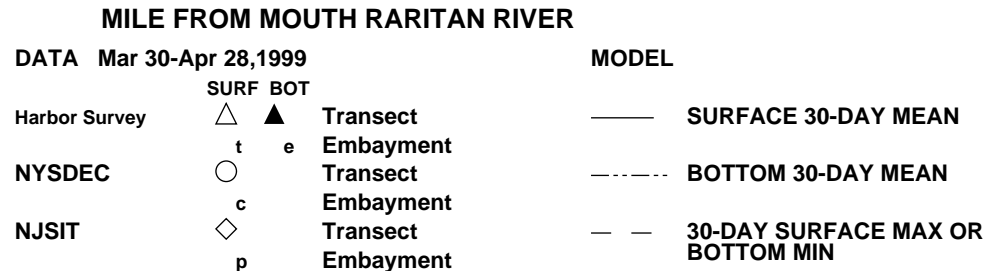 MILE FROM MOUTH RARITAN RIVER
DATA Mar 30-Apr 28,1999 MODEL
SURF BOT
Harbor Survey Transect SURFACE 30-DAY MEAN
t e Embayment
NYSDEC Transect BOTTOM 30-DAY MEAN
c Embayment
NJSIT Transect 30-DAY SURFACE MAX OR
BOTTOM MIN
p Embayment